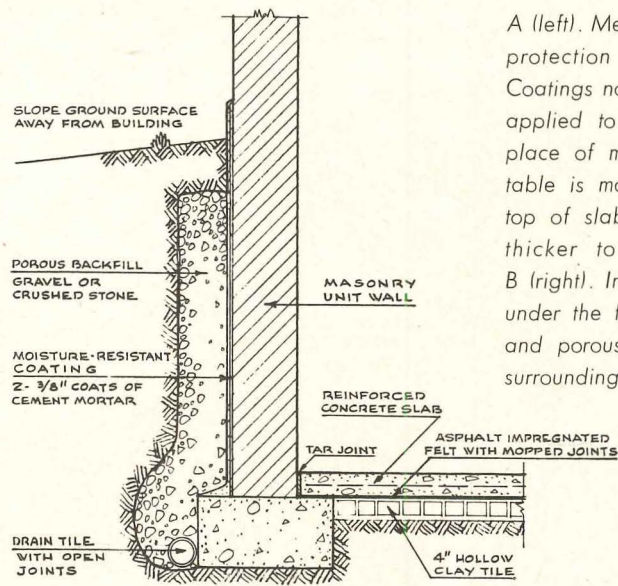 SLOPE GROUND SURFACE
AWAY FROM BUILDING
POROUS BACKFILL
GRAVEL OR
CRUSHED STONE
MOISTURE-RESISTANT
COATING
2- 3/8" COATS OF
CEMENT MORTAR
DRAIN TILE
WITH OPEN
JOINTS
MASONRY
UNIT WALL
REINFORCED
CONCRETE SLAB
TAR JOINT
ASPHALT IMPREGNATED
FELT WITH MOPPED JOINTS
4" HOLLOW
CLAY TILE
A (left). Me
protection
Coatings no
applied to
place of m
table is mo
top of slab
thicker to
B (right). In
under the f
and porous
surrounding